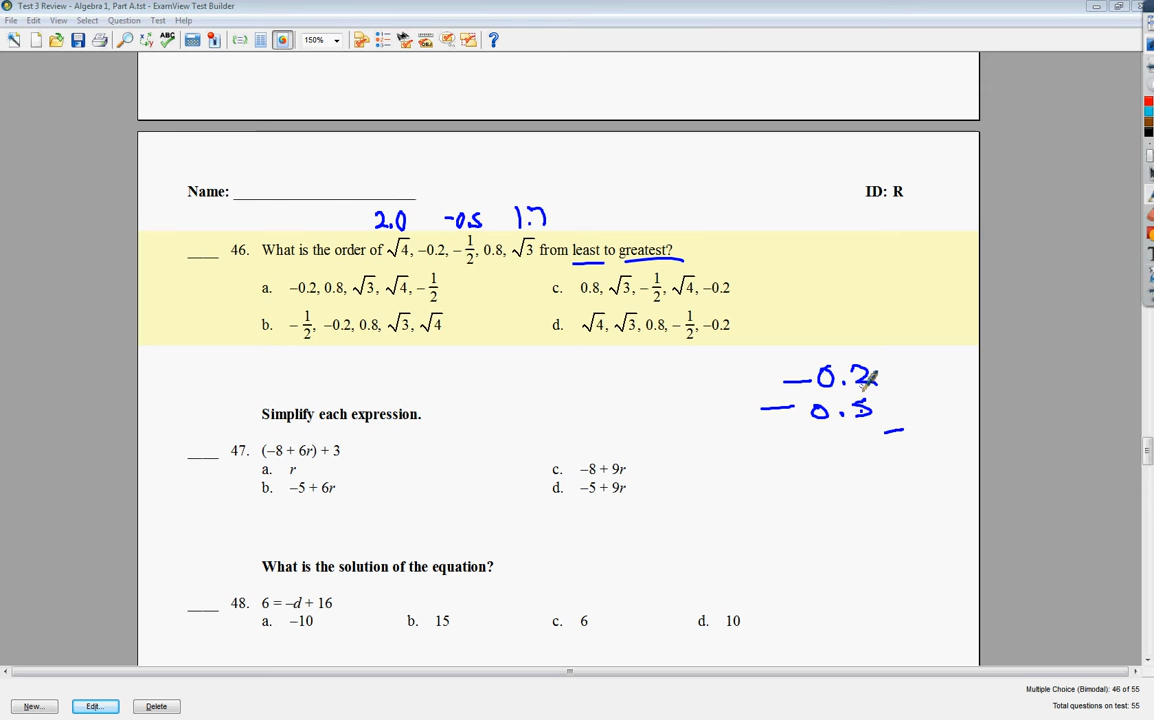 Test 3 Review - Algebra 1, Part A.tst - ExamView Test Builder
File Edit View Select Question Test Help
ABC 150% ?
Name: ____________________ ID: R
2.0 -0.5 1.7
____ 46. What is the order of √4, −0.2, −1/2, 0.8, √3 from least to greatest?
a. −0.2, 0.8, √3, √4, −1/2 c. 0.8, √3, −1/2, √4, −0.2
b. −1/2, −0.2, 0.8, √3, √4 d. √4, √3, 0.8, −1/2, −0.2
−0.2
−0.5
Simplify each expression.
____ 47. (−8 + 6r) + 3
a. r c. −8 + 9r
b. −5 + 6r d. −5 + 9r
What is the solution of the equation?
____ 48. 6 = −d + 16
a. −10 b. 15 c. 6 d. 10
Multiple Choice (Bimodal): 46 of 55
New... Edit... Delete Total questions on test: 55